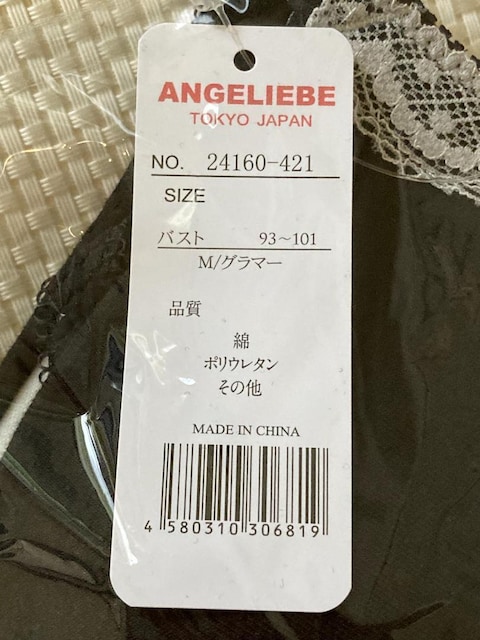 ANGELIEBE
TOKYO JAPAN
NO. 24160-421
SIZE
バスト 93～101
M/グラマー
品質
綿
ポリウレタン
その他
MADE IN CHINA
4 580310 306819